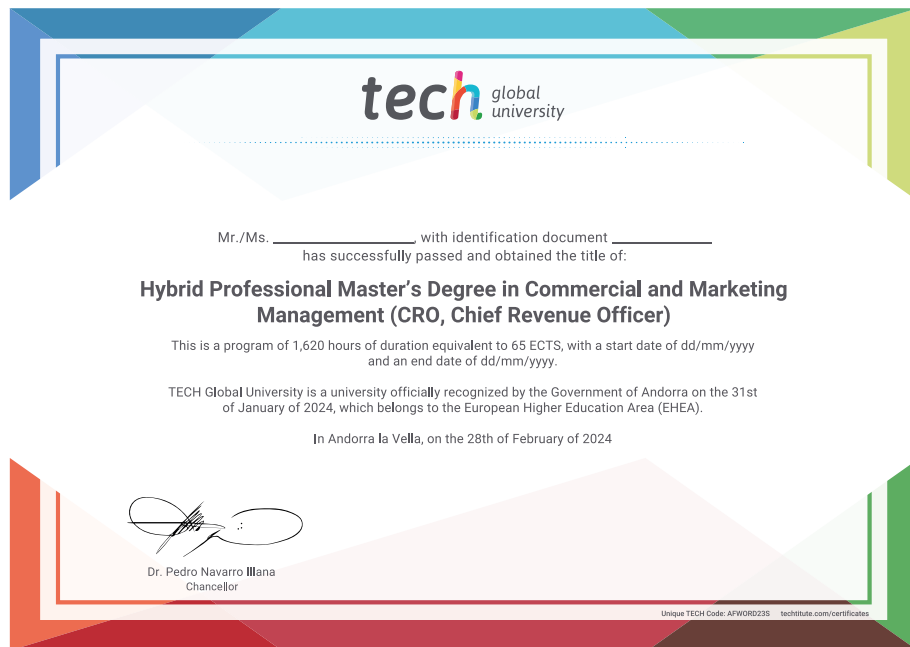 tech global
university
Mr./Ms. ____________, with identification document ____________
has successfully passed and obtained the title of:
Hybrid Professional Master’s Degree in Commercial and Marketing
Management (CRO, Chief Revenue Officer)
This is a program of 1,620 hours of duration equivalent to 65 ECTS, with a start date of dd/mm/yyyy
and an end date of dd/mm/yyyy.
TECH Global University is a university officially recognized by the Government of Andorra on the 31st
of January of 2024, which belongs to the European Higher Education Area (EHEA).
In Andorra la Vella, on the 28th of February of 2024
Dr. Pedro Navarro Illana
Chancellor
Unique TECH Code: AFWORD23S techtitute.com/certificates